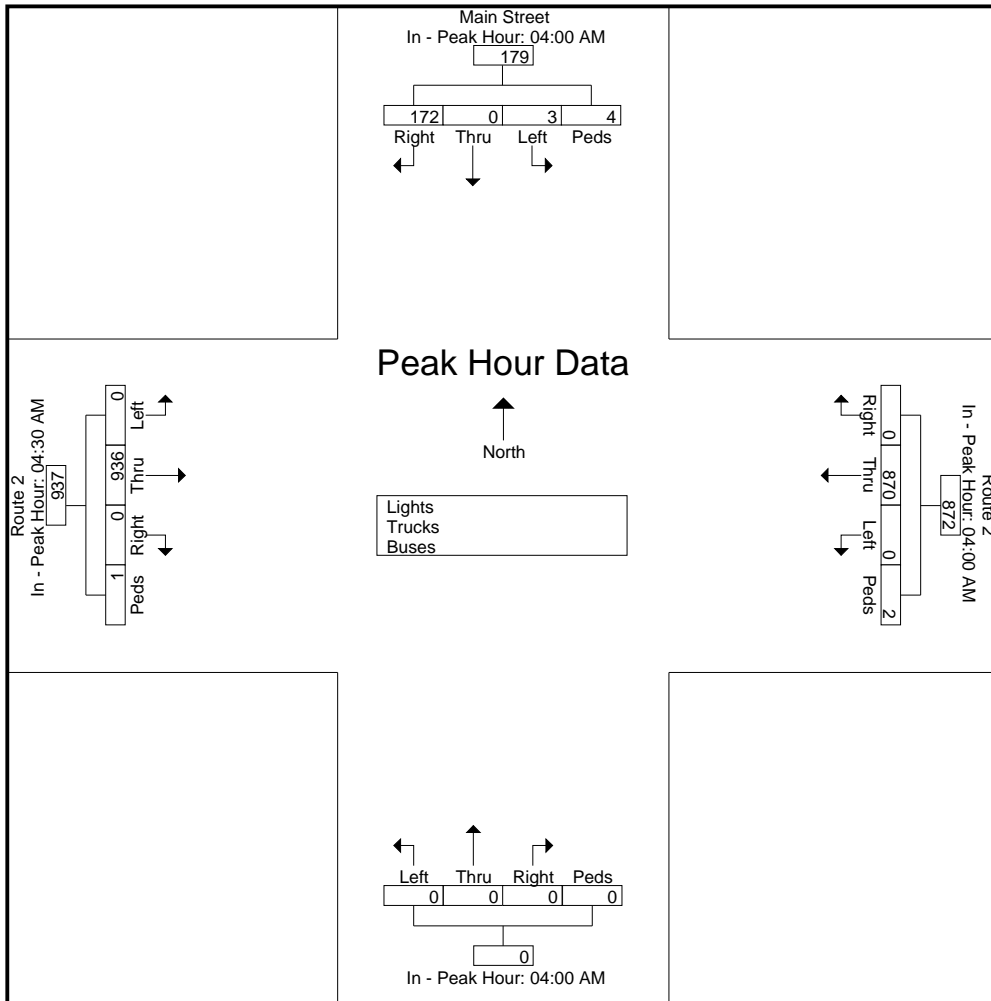 Main Street
In - Peak Hour: 04:00 AM
179
172 0 3 4
Right Thru Left Peds
Peak Hour Data
North
Lights
Trucks
Buses
Route 2
In - Peak Hour: 04:30 AM
937
0 936 0 1
Left Thru Right Peds
Route 2
In - Peak Hour: 04:00 AM
872
0 870 0 2
Right Thru Left Peds
Left Thru Right Peds
0 0 0 0
0
In - Peak Hour: 04:00 AM